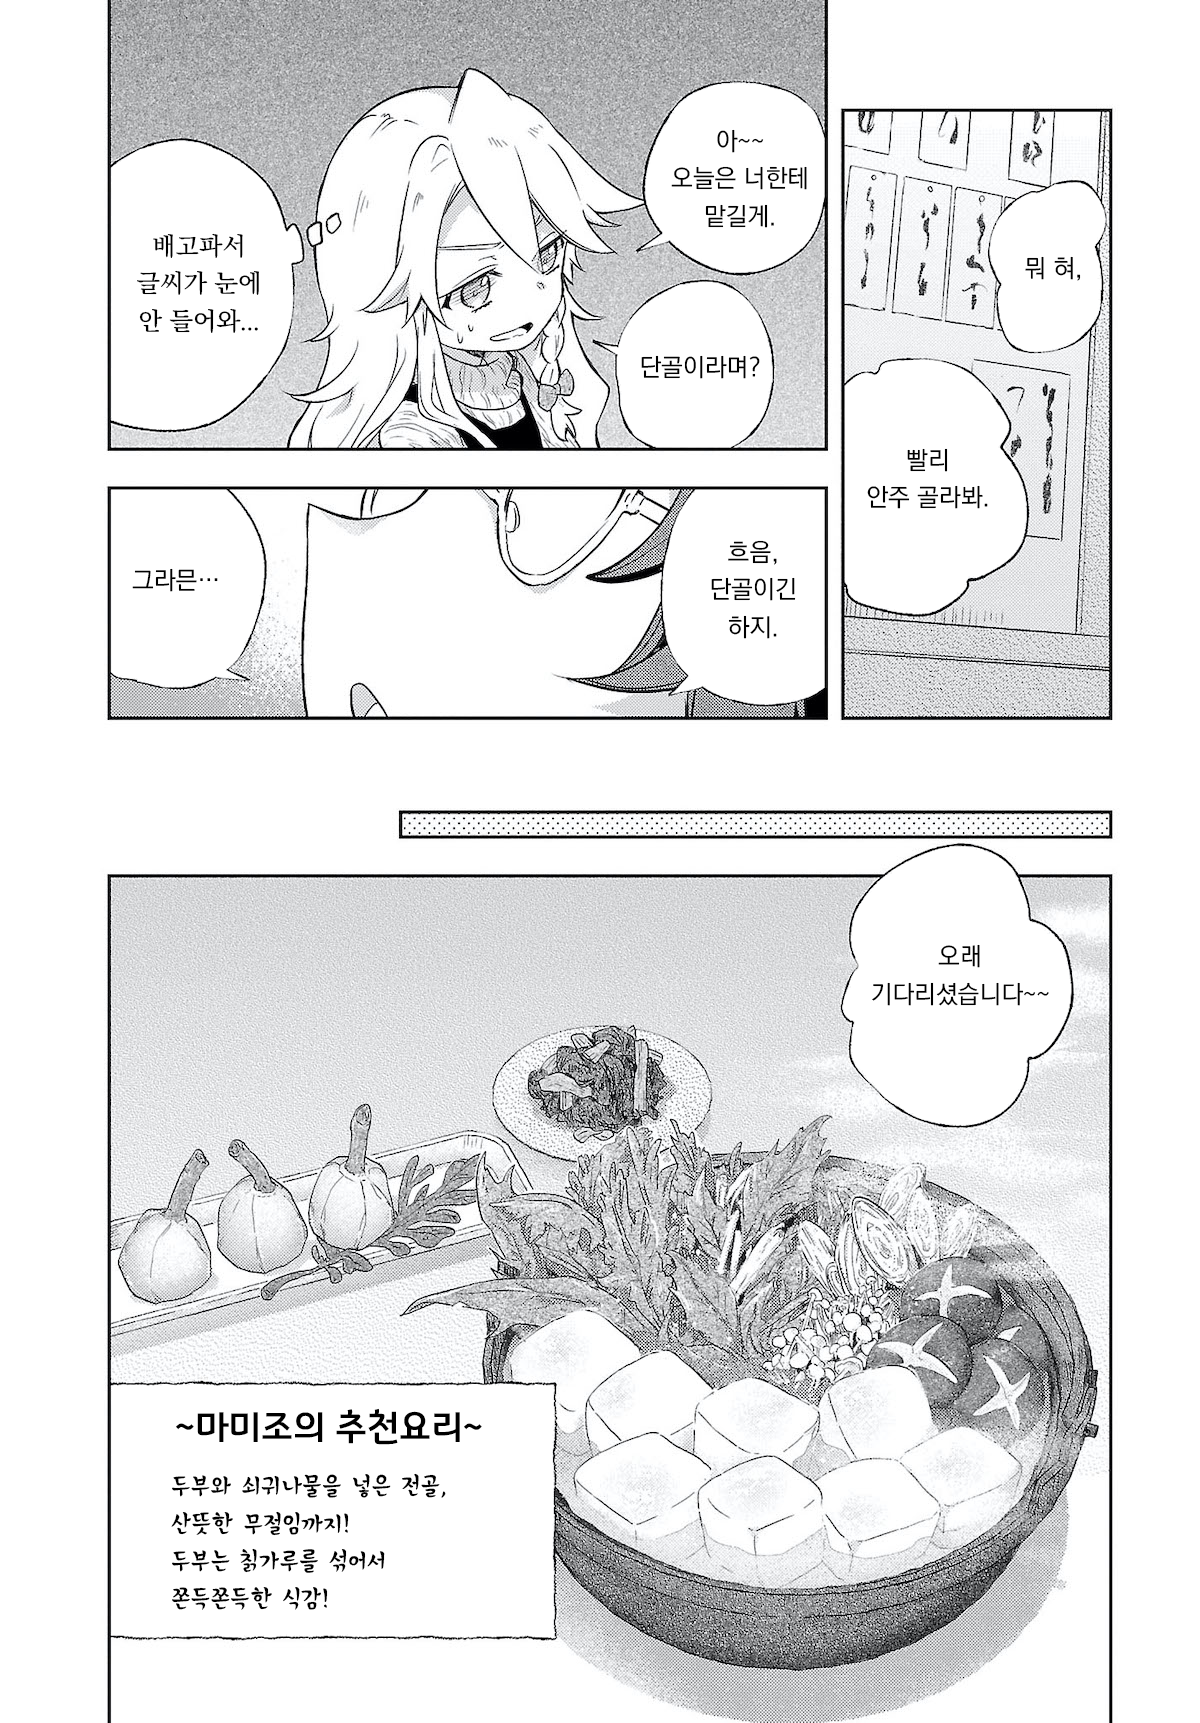 뭐 혀,
빨리
안주 골라봐.
아~~
오늘은 너한테
맡길게.
단골이라며?
배고파서
글씨가 눈에
안 들어와...
흐음,
단골이긴
하지.
그라믄…
오래
기다리셨습니다~~
~마미조의 추천요리~
두부와 쇠귀나물을 넣은 전골,
산뜻한 무절임까지!
두부는 칡가루를 섞어서
쫀득쫀득한 식감!